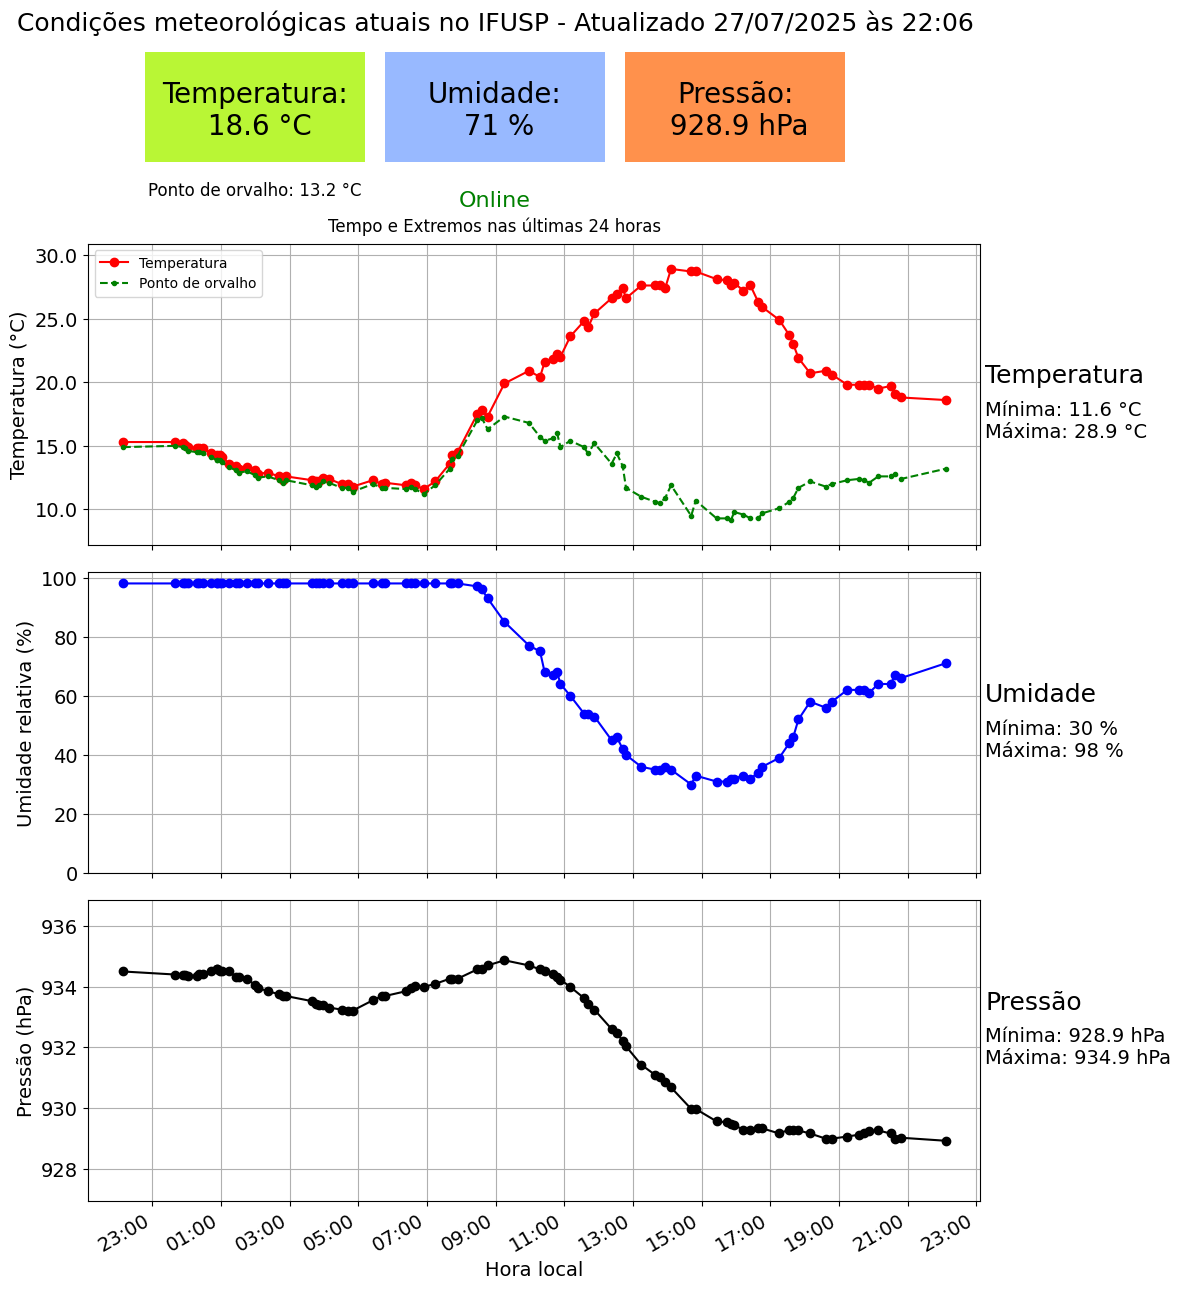 Condições meteorológicas atuais no IFUSP - Atualizado 27/07/2025 às 22:06
Temperatura:
18.6 °C
Umidade:
71 %
Pressão:
928.9 hPa
Ponto de orvalho: 13.2 °C
Online
Tempo e Extremos nas últimas 24 horas
Temperatura
Ponto de orvalho
Temperatura (°C)
30.0
25.0
20.0
15.0
10.0
Temperatura
Mínima: 11.6 °C
Máxima: 28.9 °C
Umidade relativa (%)
100
80
60
40
20
0
Umidade
Mínima: 30 %
Máxima: 98 %
Pressão (hPa)
936
934
932
930
928
Pressão
Mínima: 928.9 hPa
Máxima: 934.9 hPa
23:00 01:00 03:00 05:00 07:00 09:00 11:00 13:00 15:00 17:00 19:00 21:00 23:00
Hora local